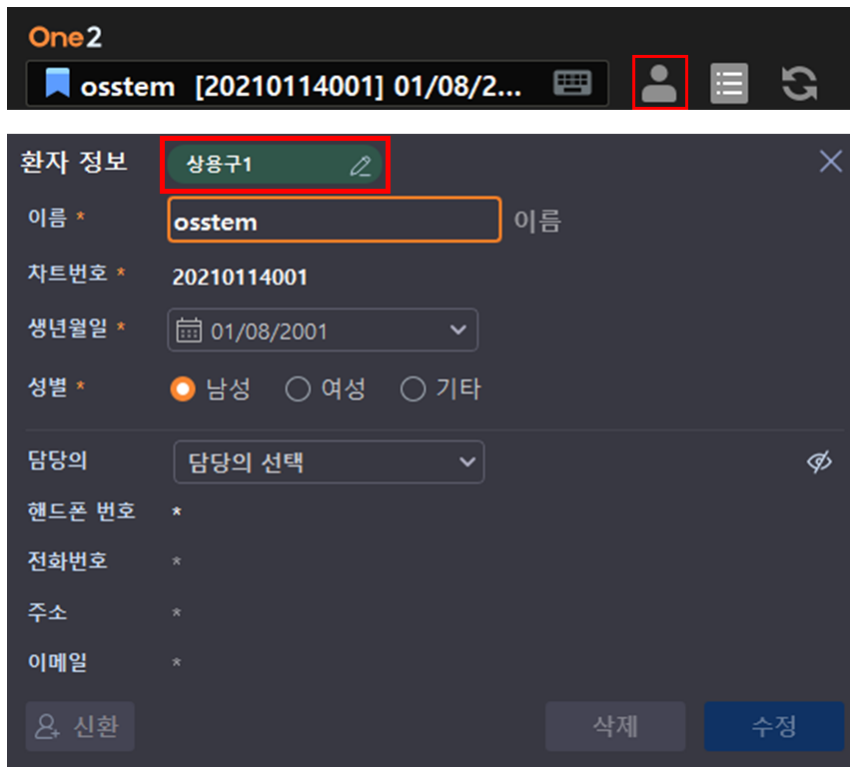 One2
osstem [20210114001] 01/08/2...
환자 정보 상용구1
이름 * osstem 이름
차트번호 * 20210114001
생년월일 * 01/08/2001
성별 * 남성 여성 기타
담당의 담당의 선택
핸드폰 번호 *
전화번호 *
주소 *
이메일 *
신환 삭제 수정